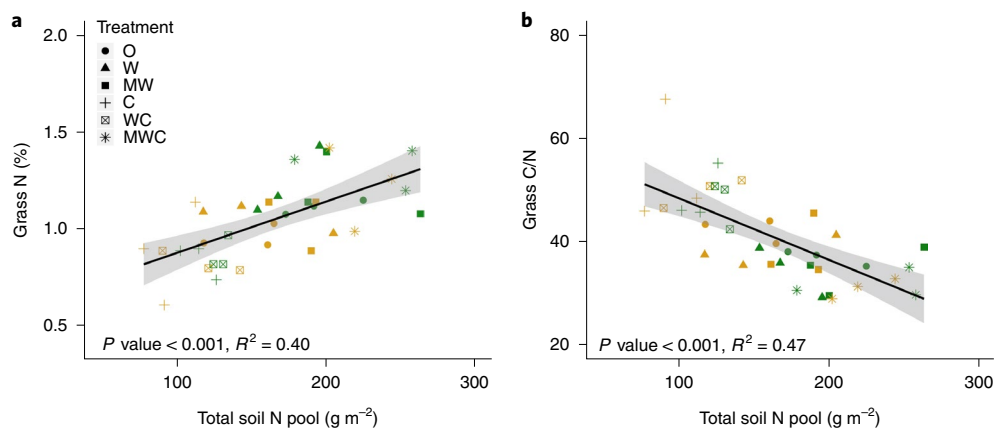 a
Treatment
O
W
MW
C
WC
MWC
2.0
1.5
1.0
0.5
Grass N (%)
P value < 0.001, R² = 0.40
100
200
300
Total soil N pool (g m⁻²)
b
80
60
40
20
Grass C/N
P value < 0.001, R² = 0.47
100
200
300
Total soil N pool (g m⁻²)